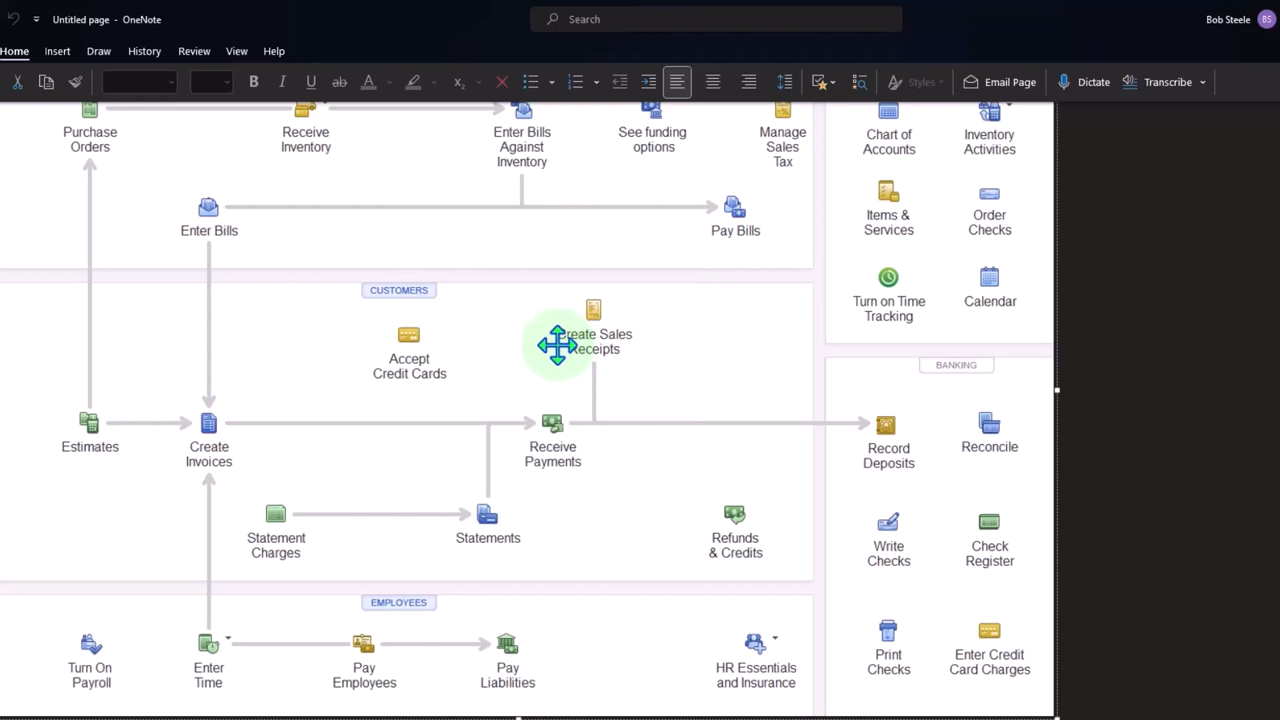 Untitled page - OneNote
Search
Bob Steele
BS
Home
Insert
Draw
History
Review
View
Help
B
I
U
ab
A
x
Styles
Email Page
Dictate
Transcribe
Purchase
Orders
Receive
Inventory
Enter Bills
Against
Inventory
See funding
options
Manage
Sales
Tax
Chart of
Accounts
Inventory
Activities
Enter Bills
Pay Bills
Items &
Services
Order
Checks
Turn on Time
Tracking
Calendar
CUSTOMERS
Accept
Credit Cards
Create Sales
Receipts
BANKING
Estimates
Create
Invoices
Receive
Payments
Record
Deposits
Reconcile
Statement
Charges
Statements
Refunds
& Credits
Write
Checks
Check
Register
EMPLOYEES
Turn On
Payroll
Enter
Time
Pay
Employees
Pay
Liabilities
HR Essentials
and Insurance
Print
Checks
Enter Credit
Card Charges